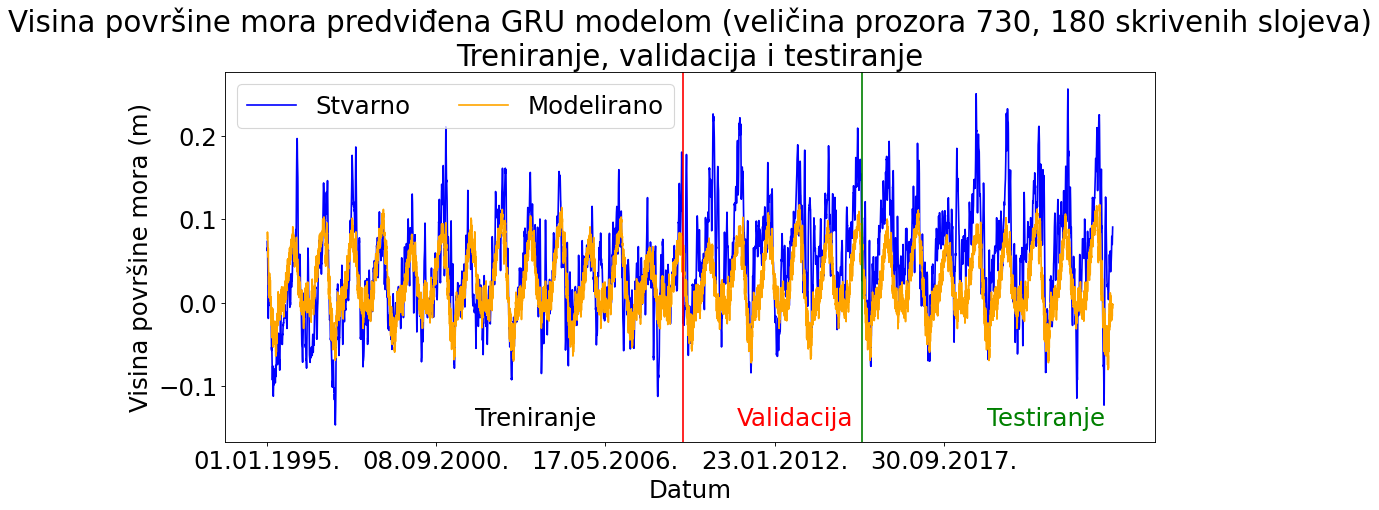 Visina površine mora predviđena GRU modelom (veličina prozora 730, 180 skrivenih slojeva)
Treniranje, validacija i testiranje
Stvarno Modelirano
Visina površine mora (m)
0.2
0.1
0.0
−0.1
Treniranje Validacija Testiranje
01.01.1995. 08.09.2000. 17.05.2006. 23.01.2012. 30.09.2017.
Datum